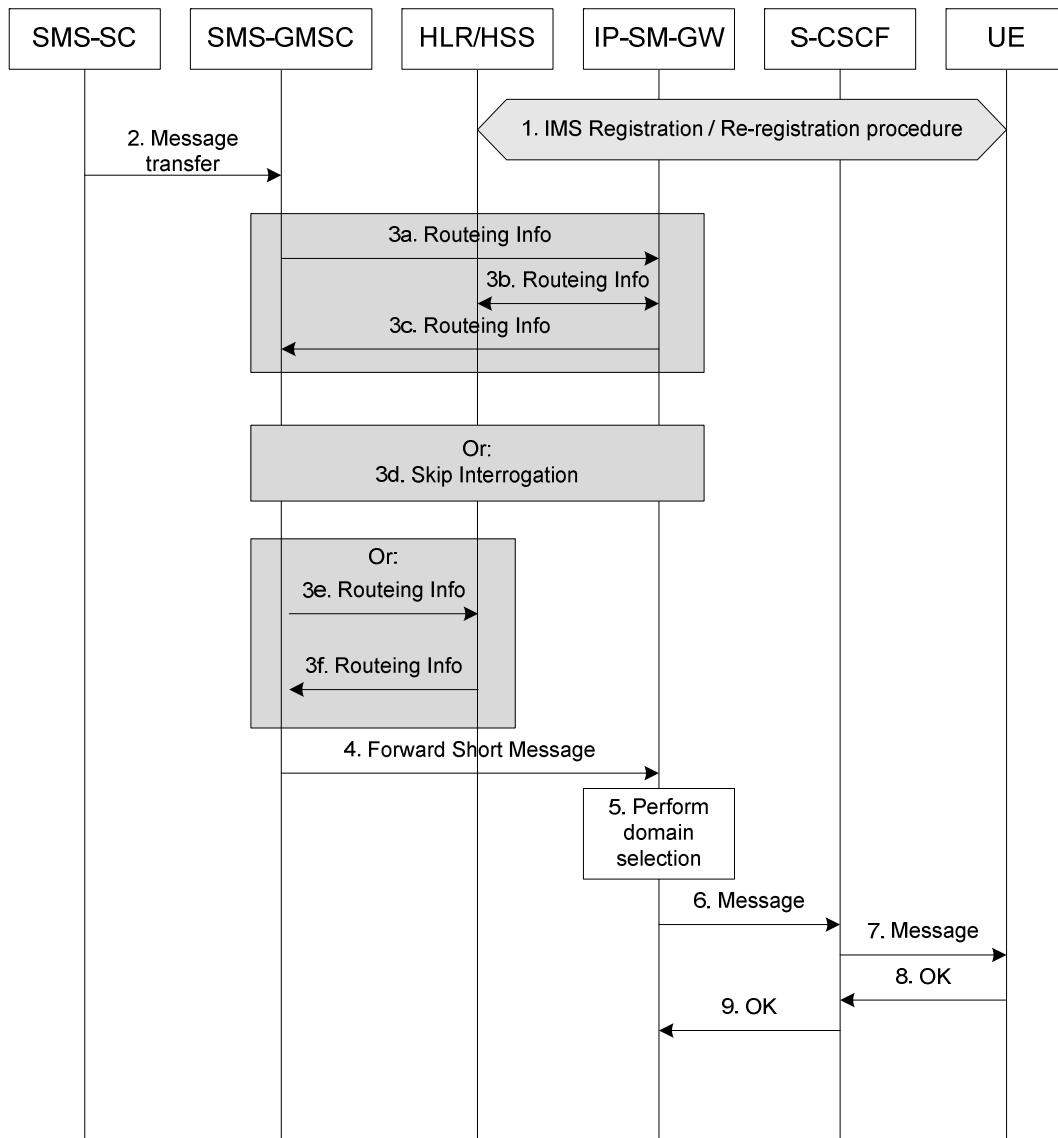 SMS-SC
SMS-GMSC
HLR/HSS
IP-SM-GW
S-CSCF
UE
1. IMS Registration / Re-registration procedure
2. Message
transfer
3a. Routeing Info
3b. Routeing Info
3c. Routeing Info
Or:
3d. Skip Interrogation
Or:
3e. Routeing Info
3f. Routeing Info
4. Forward Short Message
5. Perform
domain
selection
6. Message
7. Message
8. OK
9. OK